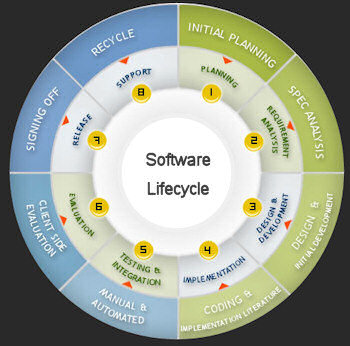 Software
Lifecycle
INITIAL PLANNING
1
PLANNING
SPEC ANALYSIS
2
REQUIREMENT
ANALYSIS
DESIGN &
INITIAL DEVELOPMENT
3
DESIGN &
DEVELOPMENT
CODING &
IMPLEMENTATION LITERATURE
4
IMPLEMENTATION
MANUAL &
AUTOMATED
5
TESTING &
INTEGRATION
CLIENT SIDE
EVALUATION
6
EVALUATION
SIGNING OFF
7
RELEASE
RECYCLE
8
SUPPORT